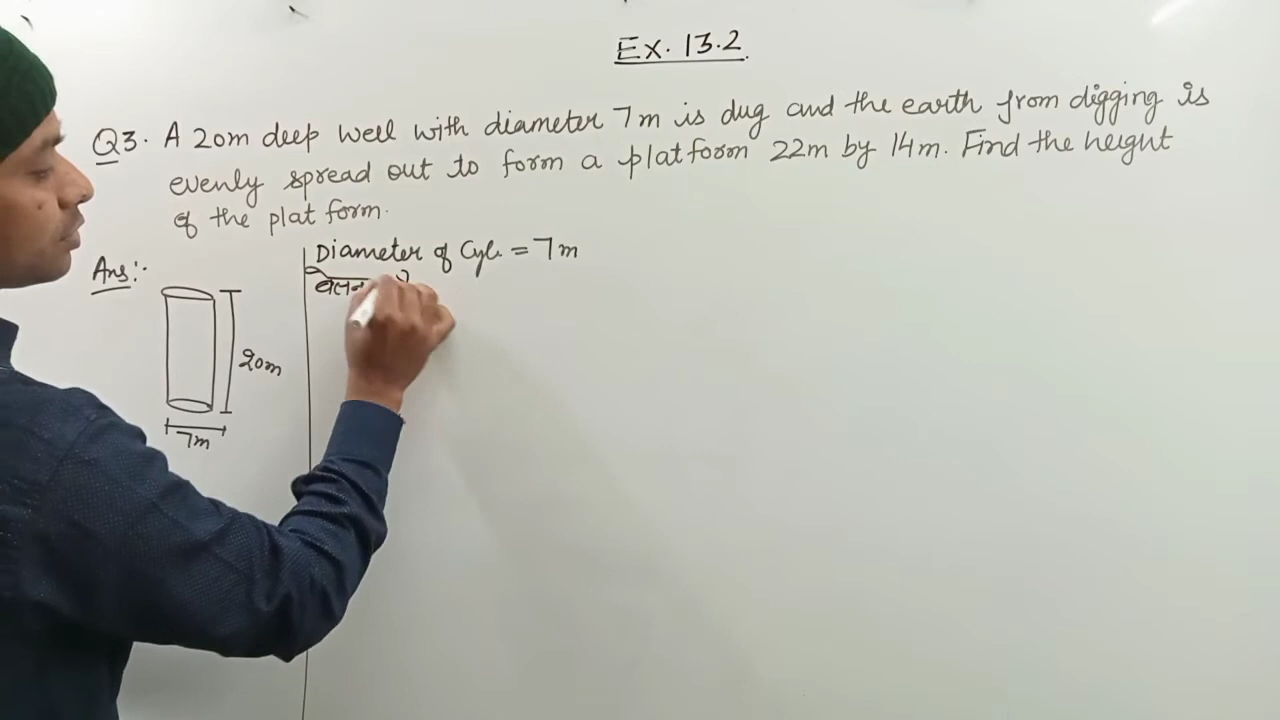 Ex. 13.2
Q3. A 20m deep well with diameter 7m is dug and the earth from digging is
evenly spread out to form a platform 22m by 14m. Find the height
of the plat form.
Ans:-
Diameter of Cyl. = 7m
20m
7m